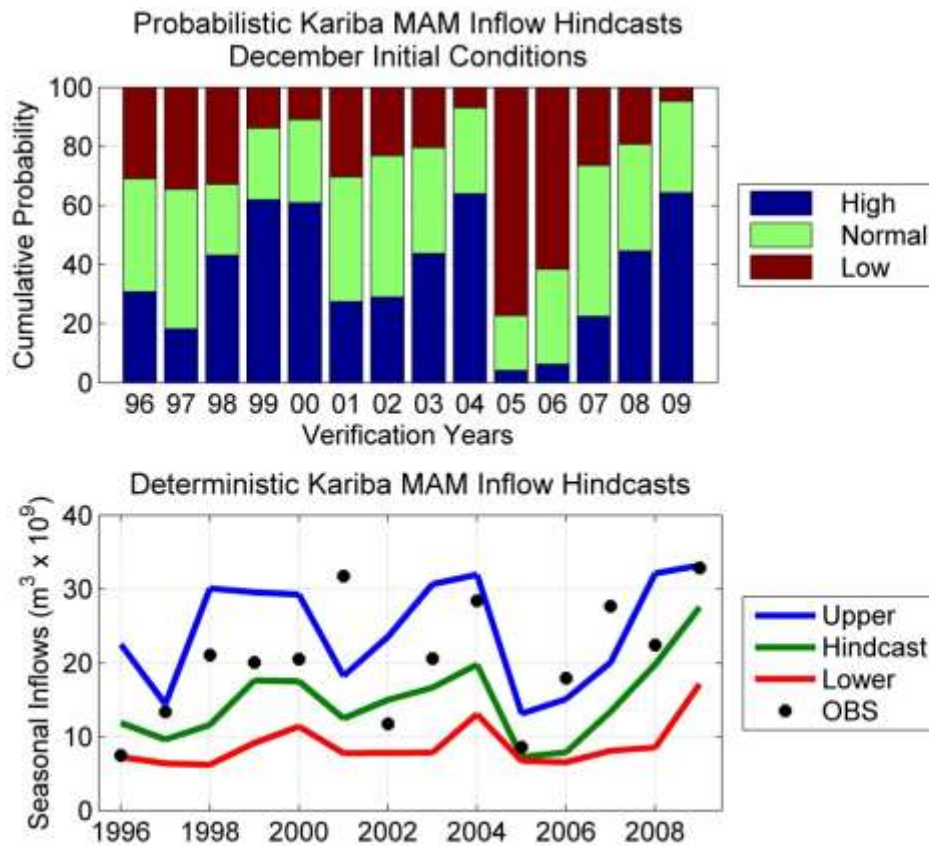 Probabilistic Kariba MAM Inflow Hindcasts
December Initial Conditions
Cumulative Probability
100
80
60
40
20
0
96 97 98 99 00 01 02 03 04 05 06 07 08 09
Verification Years
High
Normal
Low
Deterministic Kariba MAM Inflow Hindcasts
Seasonal Inflows (m³ x 10⁹)
40
30
20
10
0
1996 1998 2000 2002 2004 2006 2008
Upper
Hindcast
Lower
OBS